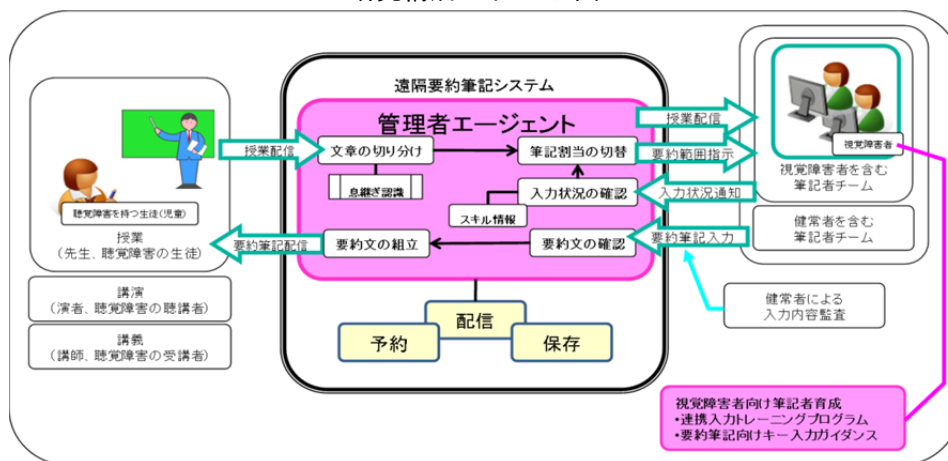 遠隔要約筆記システム
管理者エージェント
授業配信
文章の切り分け
筆記割当の切替
息継ぎ認識
入力状況の確認
スキル情報
要約文の組立
要約文の確認
要約筆記配信
授業配信
要約範囲指示
入力状況通知
要約筆記入力
配信
予約
保存
聴覚障害を持つ生徒(児童)
授業
(先生、聴覚障害の生徒)
講演
(演者、聴覚障害の聴講者)
講義
(講師、聴覚障害の受講者)
視覚障害者
視覚障害者を含む
筆記者チーム
健常者を含む
筆記者チーム
健常者による
入力内容監査
視覚障害者向け筆記者育成
・連携入力トレーニングプログラム
・要約筆記向けキー入力ガイダンス